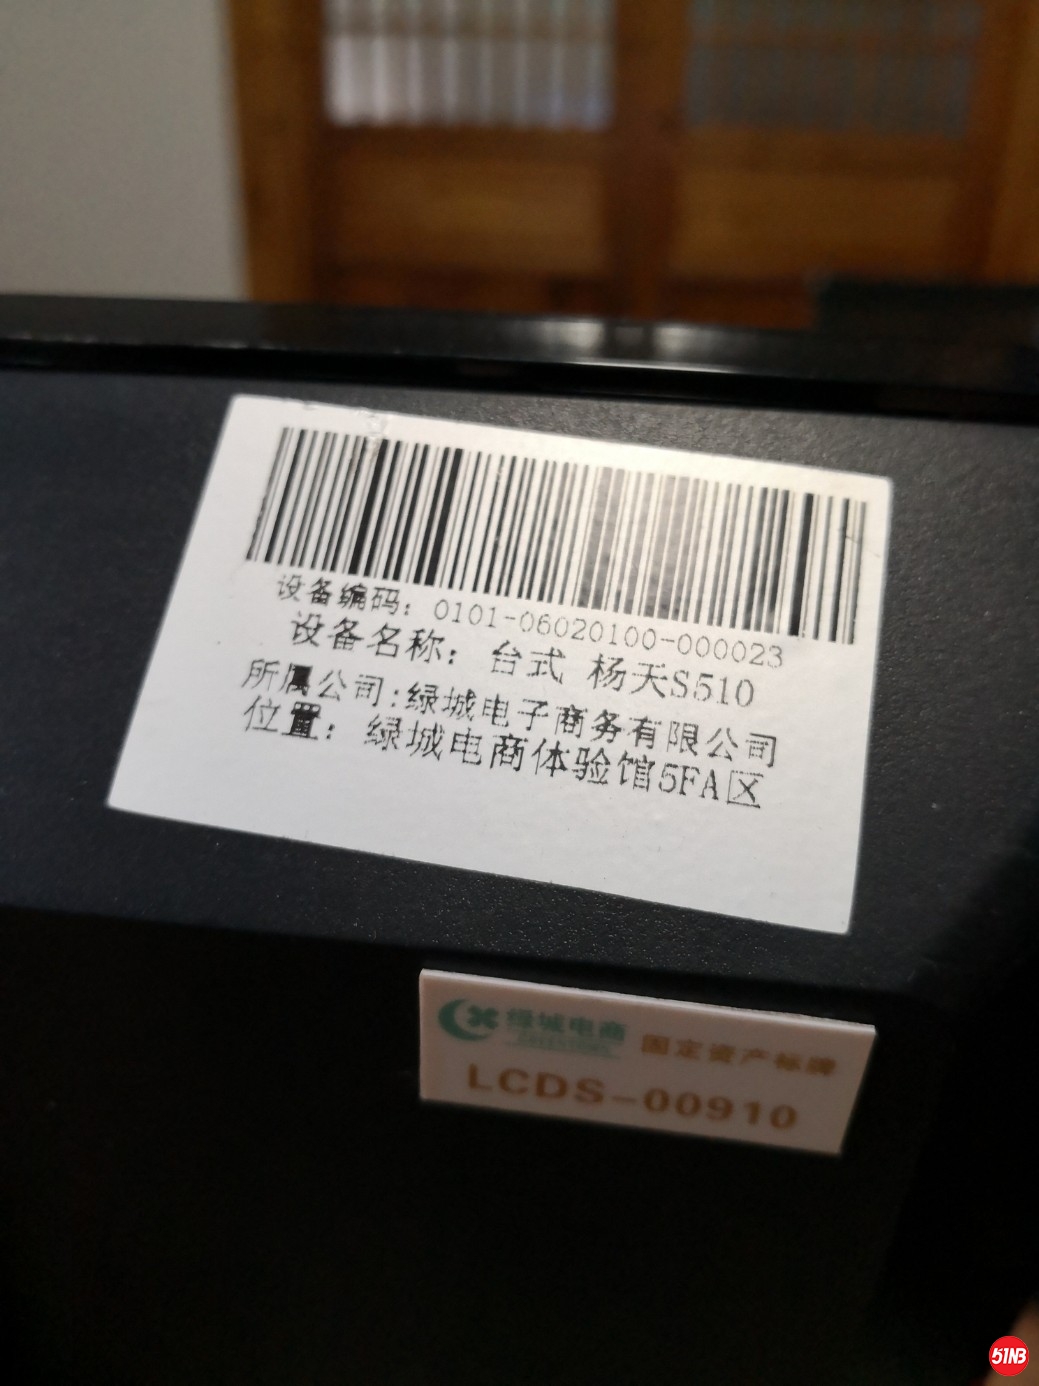 设备编码: 0101-06020100-000023
设备名称: 台式 杨天S510
所属公司:绿城电子商务有限公司
位置: 绿城电商体验馆5FA区
绿城电商 固定资产标牌
LCDS-00910
51NB